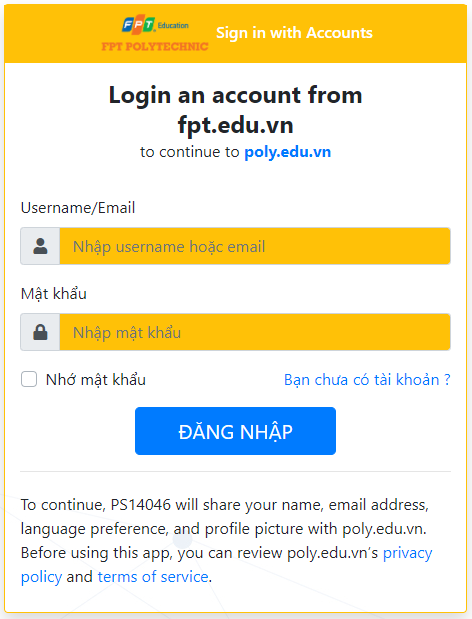 FPT Education
FPT POLYTECHNIC
Sign in with Accounts
Login an account from
fpt.edu.vn
to continue to poly.edu.vn
Username/Email
Nhập username hoặc email
Mật khẩu
Nhập mật khẩu
Nhớ mật khẩu
Bạn chưa có tài khoản ?
ĐĂNG NHẬP
To continue, PS14046 will share your name, email address,
language preference, and profile picture with poly.edu.vn.
Before using this app, you can review poly.edu.vn’s privacy
policy and terms of service.